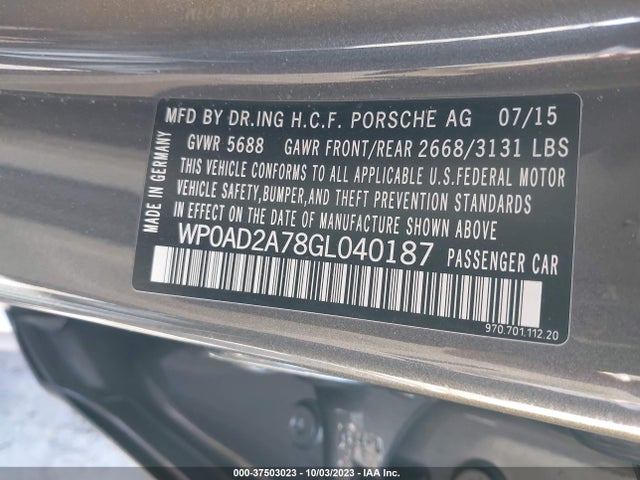 MFD BY DR.ING H.C.F. PORSCHE AG 07/15
GVWR 5688 GAWR FRONT/REAR 2668/3131 LBS
THIS VEHICLE CONFORMS TO ALL APPLICABLE U.S.FEDERAL MOTOR
VEHICLE SAFETY,BUMPER,AND THEFT PREVENTION STANDARDS
IN EFFECT ON THE DATE OF MANUFACTURE SHOWN ABOVE
WP0AD2A78GL040187 PASSENGER CAR
MADE IN GERMANY
970.701.112.20
000-37503023 - 10/03/2023 - IAA Inc.